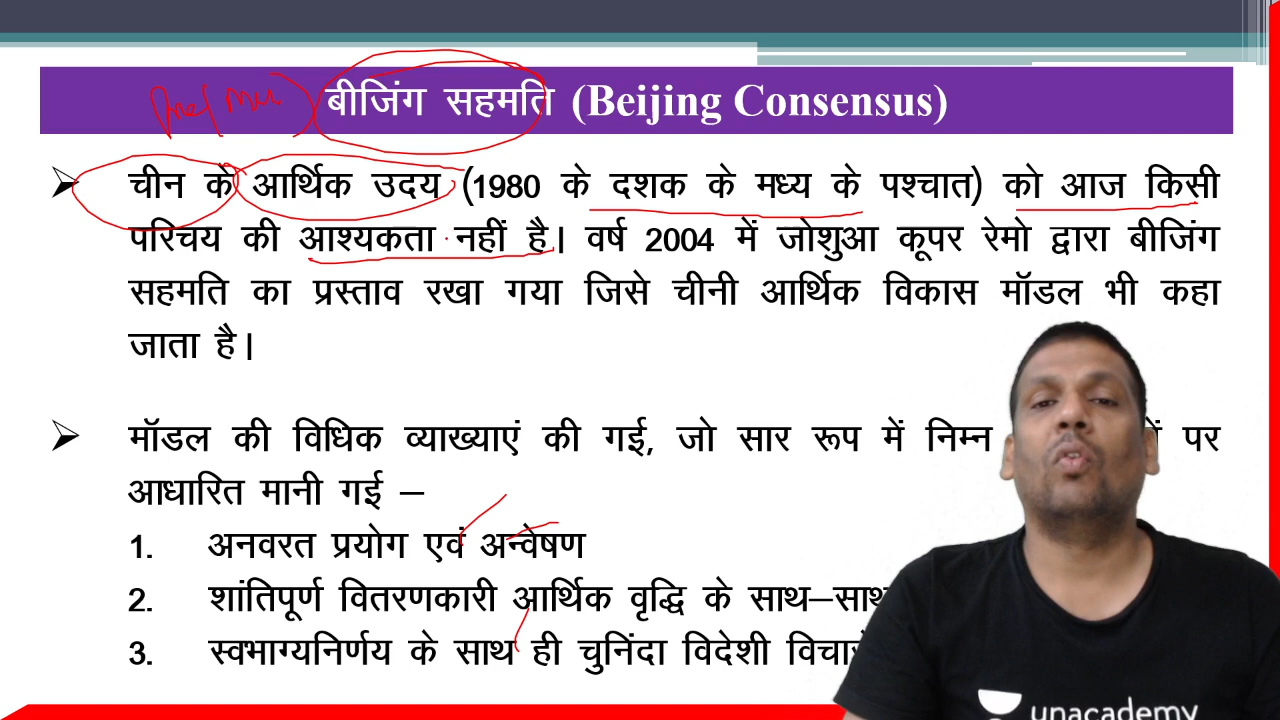 बीजिंग सहमति (Beijing Consensus)
चीन के आर्थिक उदय (1980 के दशक के मध्य के पश्चात) को आज किसी
परिचय की आश्यकता नहीं है। वर्ष 2004 में जोशुआ कूपर रेमो द्वारा बीजिंग
सहमति का प्रस्ताव रखा गया जिसे चीनी आर्थिक विकास मॉडल भी कहा
जाता है।
मॉडल की विधिक व्याख्याएं की गई, जो सार रूप में निम्न पर
आधारित मानी गई –
1. अनवरत प्रयोग एवं अन्वेषण
2. शांतिपूर्ण वितरणकारी आर्थिक वृद्धि के साथ–साथ
3. स्वभाग्यनिर्णय के साथ ही चुनिंदा विदेशी
unacademy